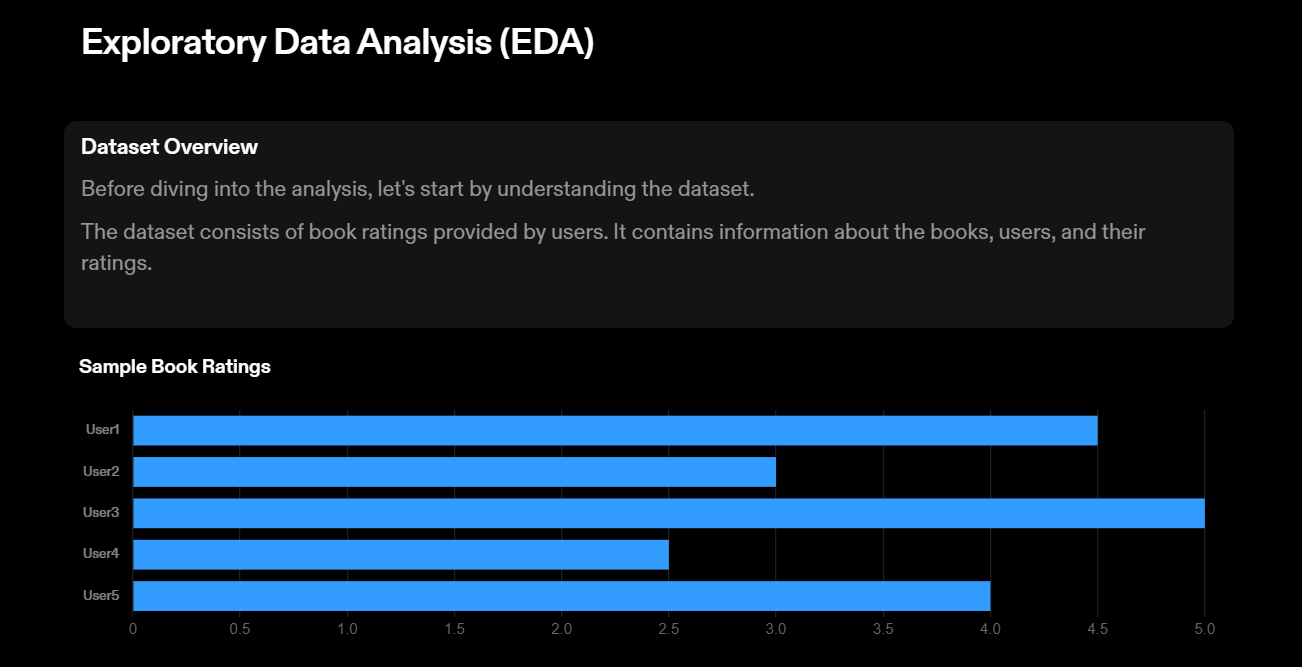 Exploratory Data Analysis (EDA)
Dataset Overview
Before diving into the analysis, let's start by understanding the dataset.
The dataset consists of book ratings provided by users. It contains information about the books, users, and their
ratings.
Sample Book Ratings
User1
User2
User3
User4
User5
0 0.5 1.0 1.5 2.0 2.5 3.0 3.5 4.0 4.5 5.0